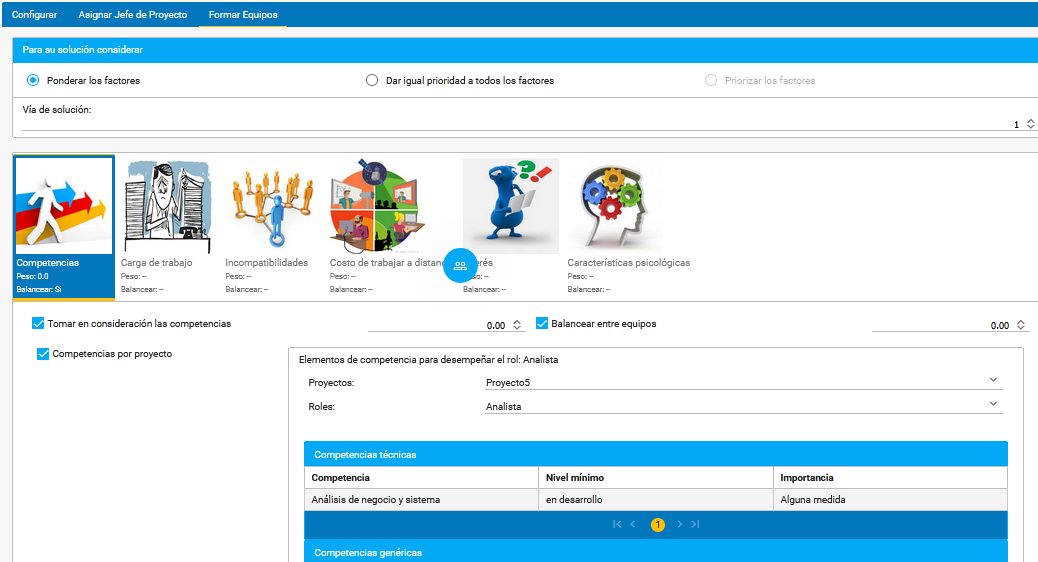 Configurar Asignar Jefe de Proyecto Formar Equipos
Para su solución considerar
Ponderar los factores Dar igual prioridad a todos los factores Priorizar los factores
Vía de solución:
1
Competencias Carga de trabajo Incompatibilidades Costo de trabajar a distanc erés Características psicológicas
Peso: 0.0 Peso: -- Peso: -- Peso: -- Peso: -- Peso: --
Balancear: Si Balancear: -- Balancear: -- Balancear: -- Balancear: -- Balancear: --
Tomar en consideración las competencias 0.00 Balancear entre equipos 0.00
Competencias por proyecto
Elementos de competencia para desempeñar el rol: Analista
Proyectos: Proyecto5
Roles: Analista
Competencias técnicas
Competencia Nivel mínimo Importancia
Análisis de negocio y sistema en desarrollo Alguna medida
1
Competencias genéricas